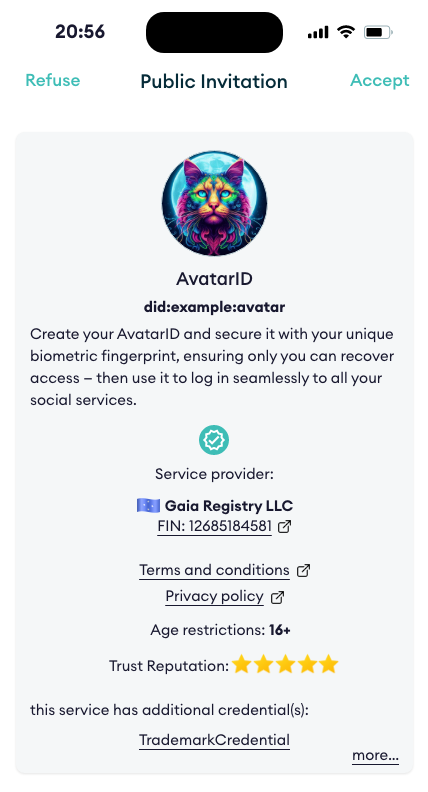 20:56
Refuse
Public Invitation
Accept
AvatarID
did:example:avatar
Create your AvatarID and secure it with your unique
biometric fingerprint, ensuring only you can recover
access – then use it to log in seamlessly to all your
social services.
Service provider:
Gaia Registry LLC
FIN: 12685184581
Terms and conditions
Privacy policy
Age restrictions: 16+
Trust Reputation:
this service has additional credential(s):
TrademarkCredential
more...